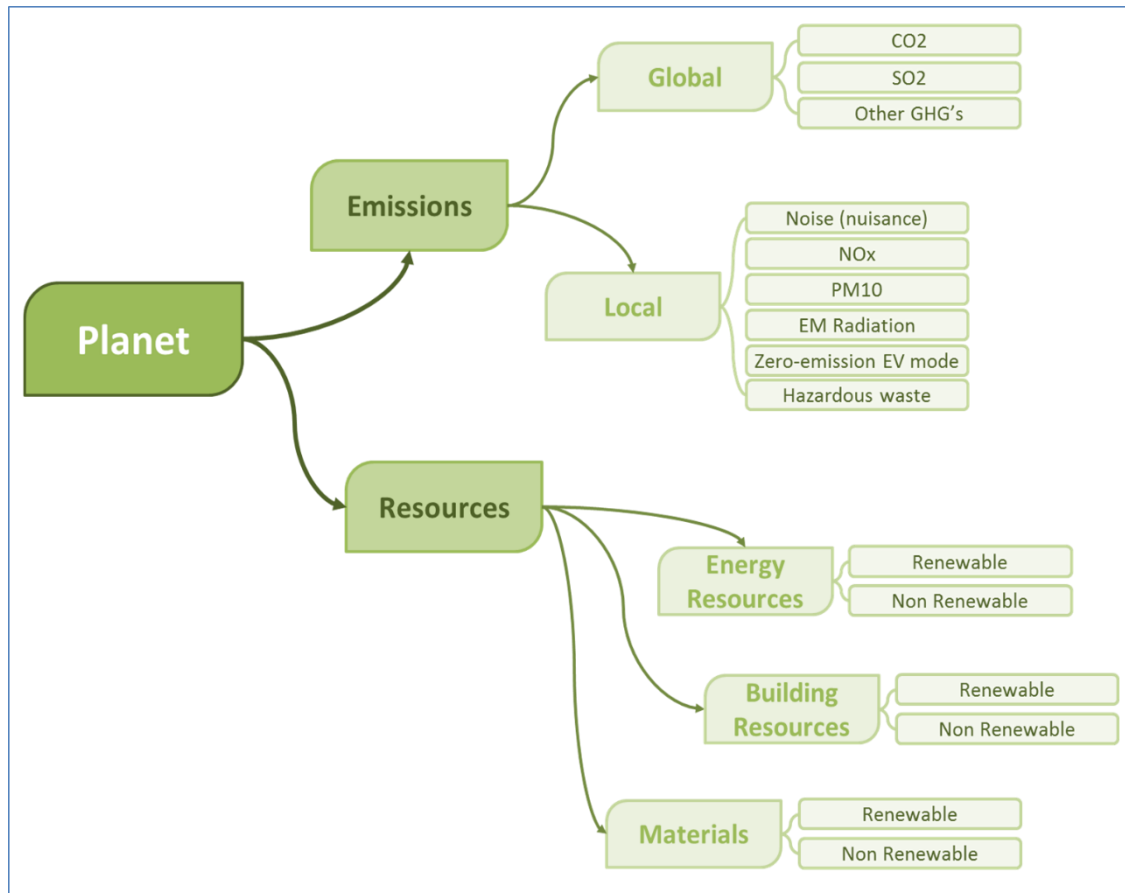 Planet
Emissions
Global
CO2
SO2
Other GHG's
Local
Noise (nuisance)
NOx
PM10
EM Radiation
Zero-emission EV mode
Hazardous waste
Resources
Energy
Resources
Renewable
Non Renewable
Building
Resources
Renewable
Non Renewable
Materials
Renewable
Non Renewable